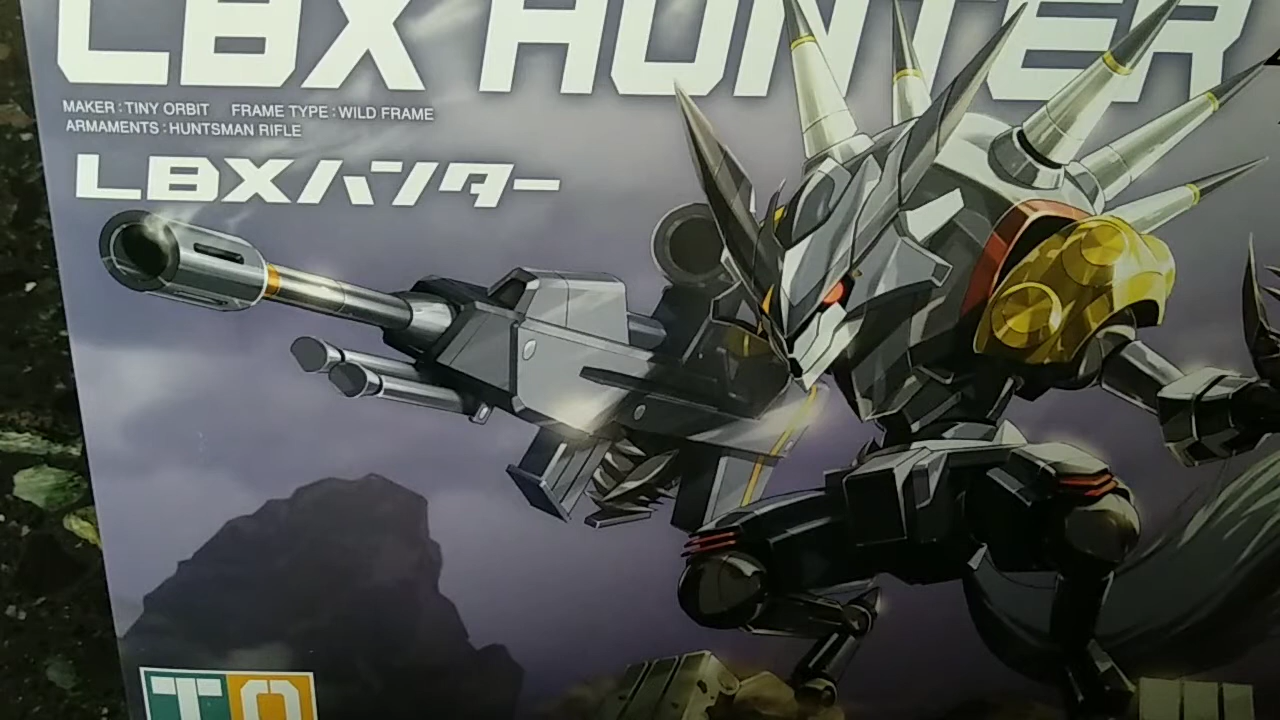 LBX HUNTER
MAKER : TINY ORBIT FRAME TYPE : WILD FRAME
ARMAMENTS : HUNTSMAN RIFLE
LBXハンター
TO